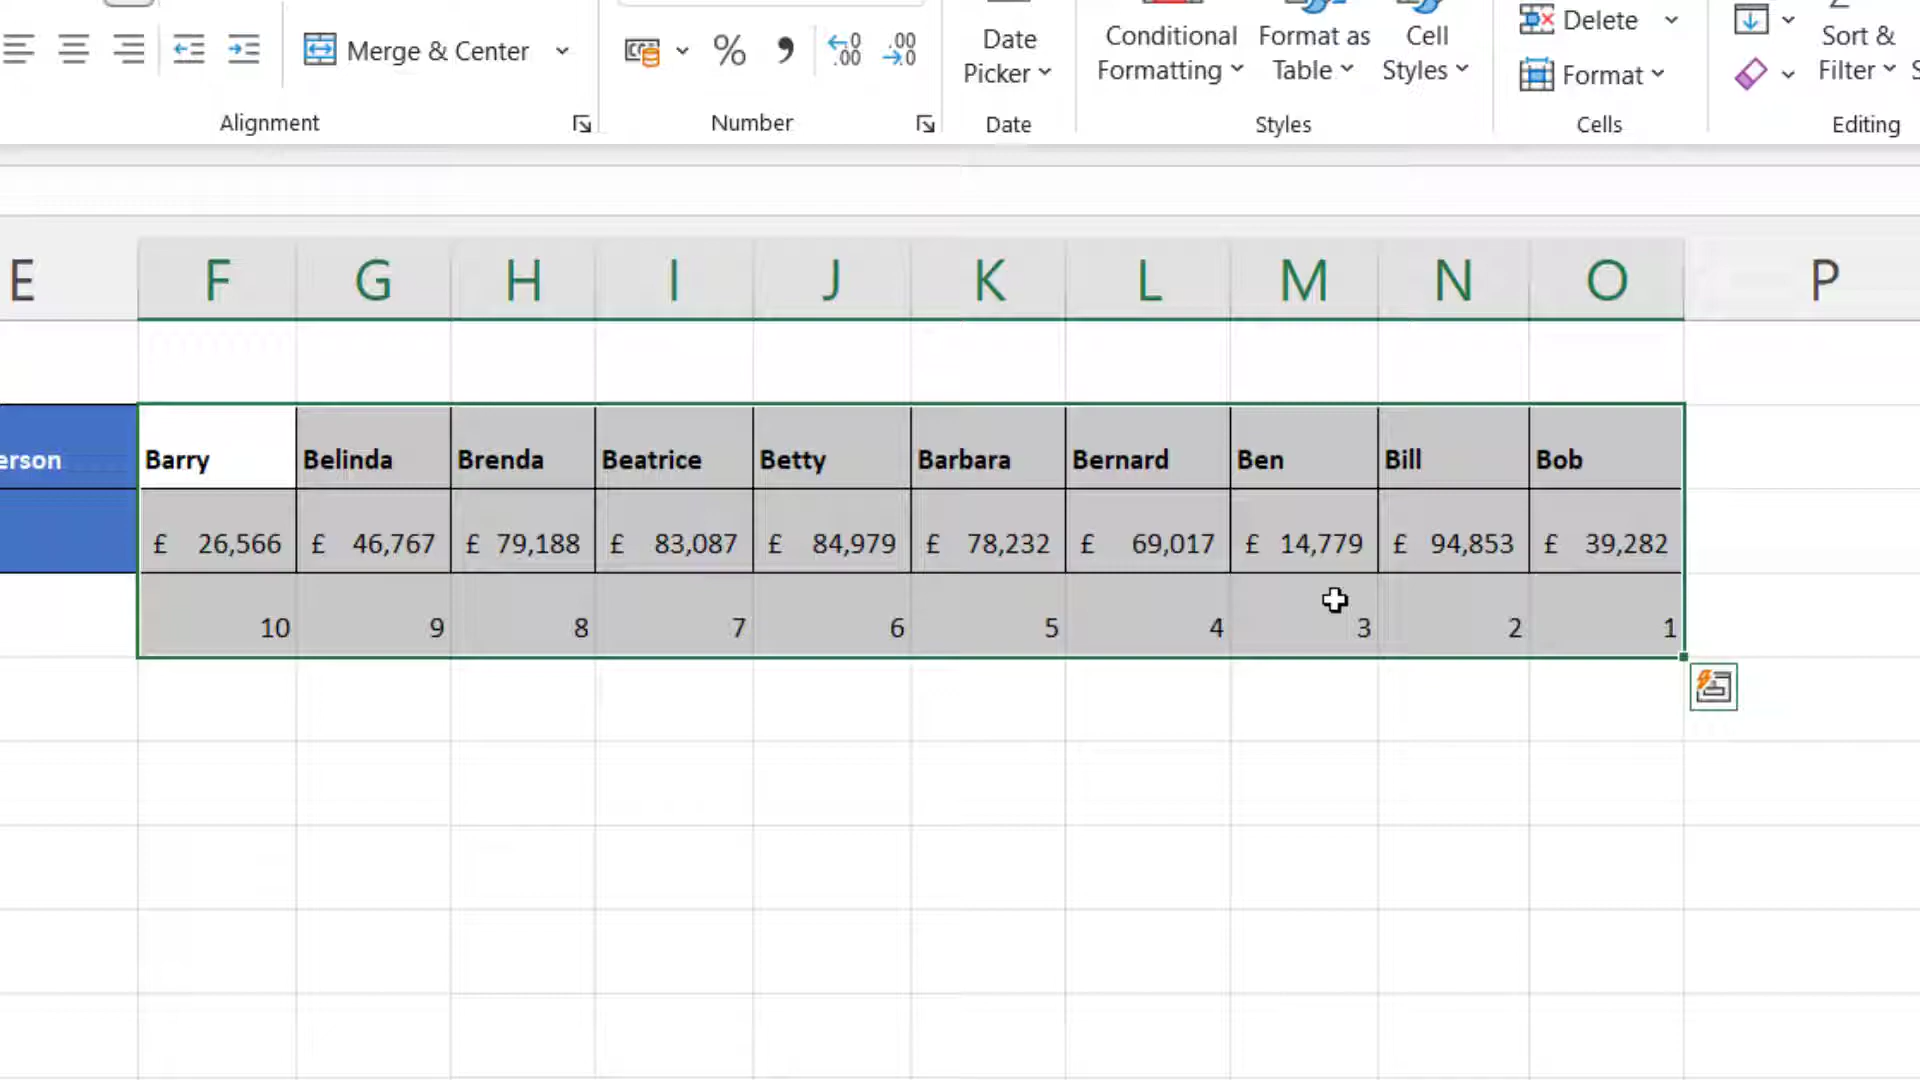 Merge & Center
%
Date
Picker
Conditional
Formatting
Format as
Table
Cell
Styles
Delete
Format
Sort &
Filter
Alignment
Number
Date
Styles
Cells
Editing
E F G H I J K L M N O P
erson Barry Belinda Brenda Beatrice Betty Barbara Bernard Ben Bill Bob
£ 26,566 £ 46,767 £ 79,188 £ 83,087 £ 84,979 £ 78,232 £ 69,017 £ 14,779 £ 94,853 £ 39,282
10 9 8 7 6 5 4 3 2 1